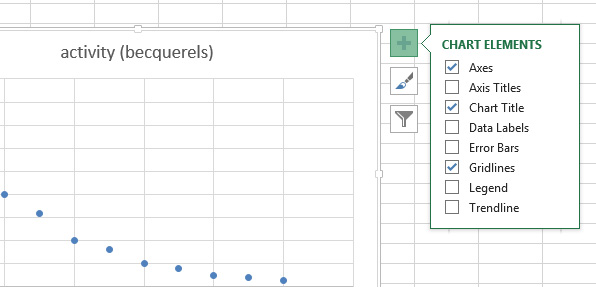 activity (becquerels)
CHART ELEMENTS
Axes
Axis Titles
Chart Title
Data Labels
Error Bars
Gridlines
Legend
Trendline